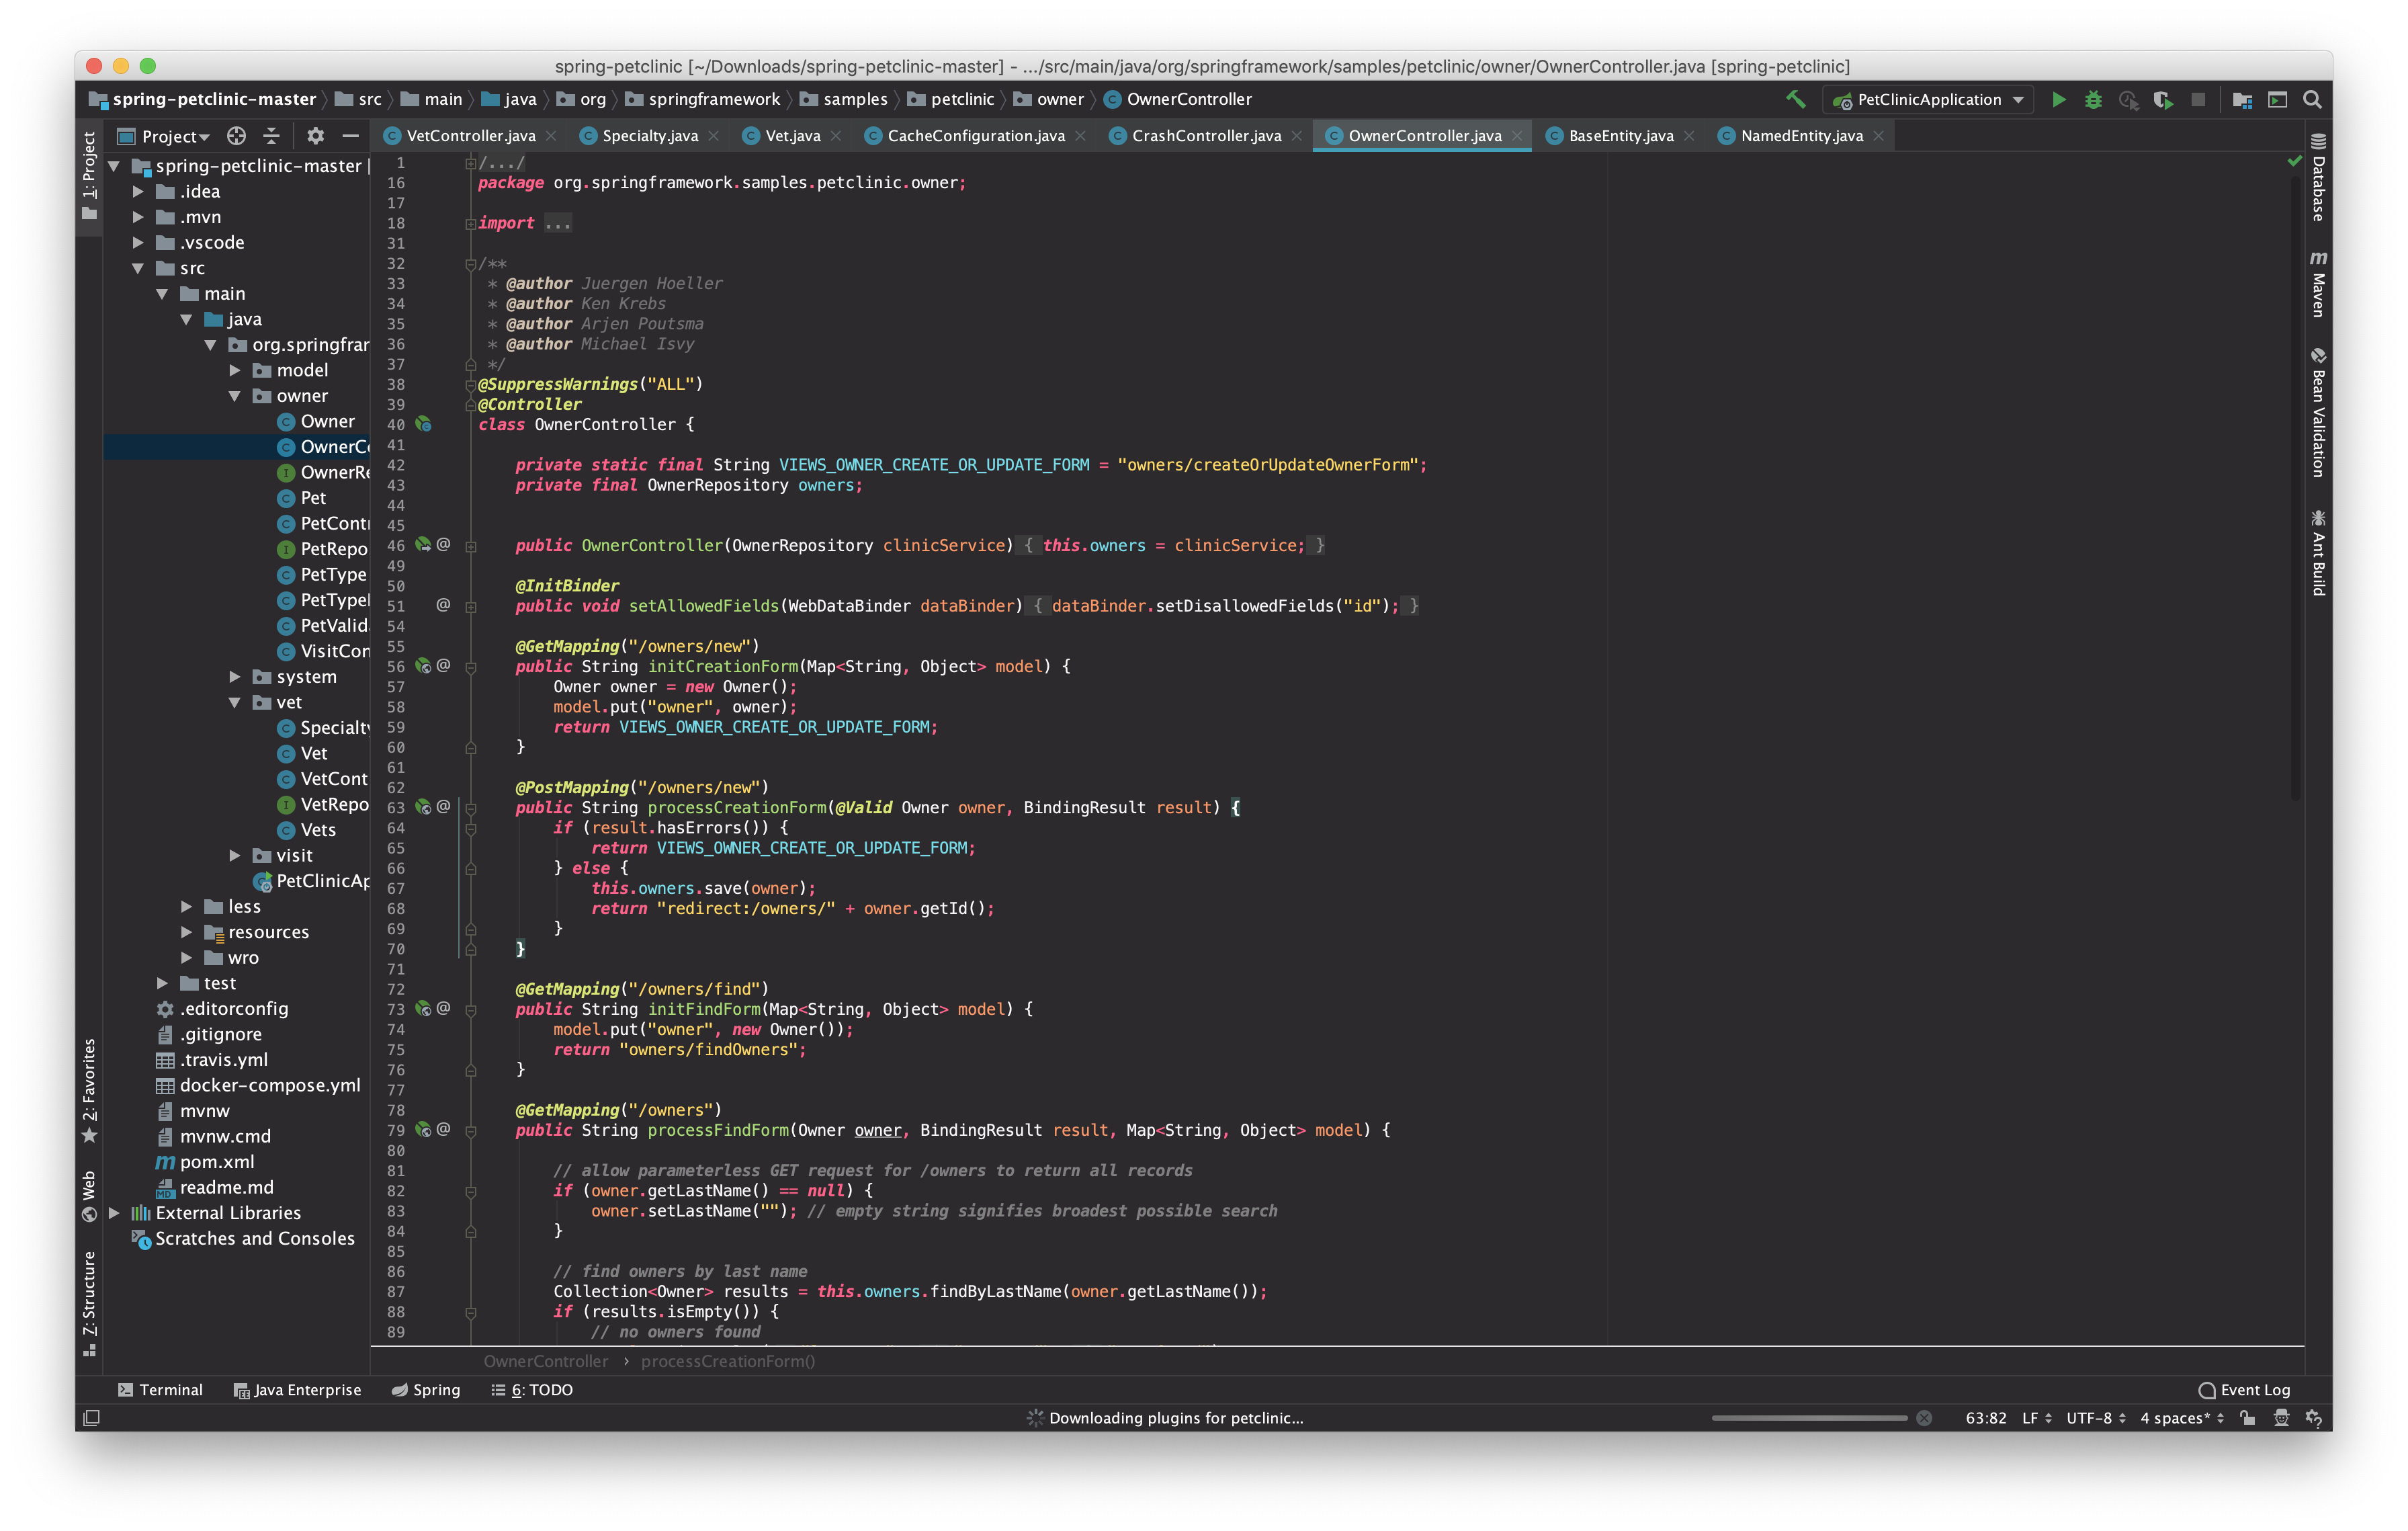 spring-petclinic [~/Downloads/spring-petclinic-master] - .../src/main/java/org/springframework/samples/petclinic/owner/OwnerController.java [spring-petclinic]
spring-petclinic-master src main java org springframework samples petclinic owner OwnerController PetClinicApplication
Project VetController.java Specialty.java Vet.java CacheConfiguration.java CrashController.java OwnerController.java BaseEntity.java NamedEntity.java
1: Project
2: Favorites
Web
7: Structure
spring-petclinic-master
.idea
.mvn
.vscode
src
main
java
org.springfra
model
owner
Owner
OwnerC
OwnerRe
Pet
PetCont
PetRepo
PetType
PetType
PetValid
VisitCon
system
vet
Specialty
Vet
VetCont
VetRepo
Vets
visit
PetClinicAp
less
resources
wro
test
.editorconfig
.gitignore
.travis.yml
docker-compose.yml
mvnw
mvnw.cmd
pom.xml
readme.md
External Libraries
Scratches and Consoles
1 /.../
16 package org.springframework.samples.petclinic.owner;
17
18 import ...
31
32 /**
33 * @author Juergen Hoeller
34 * @author Ken Krebs
35 * @author Arjen Poutsma
36 * @author Michael Isvy
37 */
38 @SuppressWarnings("ALL")
39 @Controller
40 class OwnerController {
41
42 private static final String VIEWS_OWNER_CREATE_OR_UPDATE_FORM = "owners/createOrUpdateOwnerForm";
43 private final OwnerRepository owners;
44
45
46 @ public OwnerController(OwnerRepository clinicService) { this.owners = clinicService; }
49
50 @InitBinder
51 @ public void setAllowedFields(WebDataBinder dataBinder) { dataBinder.setDisallowedFields("id"); }
54
55 @GetMapping("/owners/new")
56 @ public String initCreationForm(Map<String, Object> model) {
57 Owner owner = new Owner();
58 model.put("owner", owner);
59 return VIEWS_OWNER_CREATE_OR_UPDATE_FORM;
60 }
61
62 @PostMapping("/owners/new")
63 @ public String processCreationForm(@Valid Owner owner, BindingResult result) {
64 if (result.hasErrors()) {
65 return VIEWS_OWNER_CREATE_OR_UPDATE_FORM;
66 } else {
67 this.owners.save(owner);
68 return "redirect:/owners/" + owner.getId();
69 }
70 }
71
72 @GetMapping("/owners/find")
73 @ public String initFindForm(Map<String, Object> model) {
74 model.put("owner", new Owner());
75 return "owners/findOwners";
76 }
77
78 @GetMapping("/owners")
79 @ public String processFindForm(Owner owner, BindingResult result, Map<String, Object> model) {
80
81 // allow parameterless GET request for /owners to return all records
82 if (owner.getLastName() == null) {
83 owner.setLastName(""); // empty string signifies broadest possible search
84 }
85
86 // find owners by last name
87 Collection<Owner> results = this.owners.findByLastName(owner.getLastName());
88 if (results.isEmpty()) {
89 // no owners found
OwnerController › processCreationForm()
Database
Maven
Bean Validation
Ant Build
Terminal Java Enterprise Spring 6: TODO Event Log
Downloading plugins for petclinic... 63:82 LF UTF-8 4 spaces*